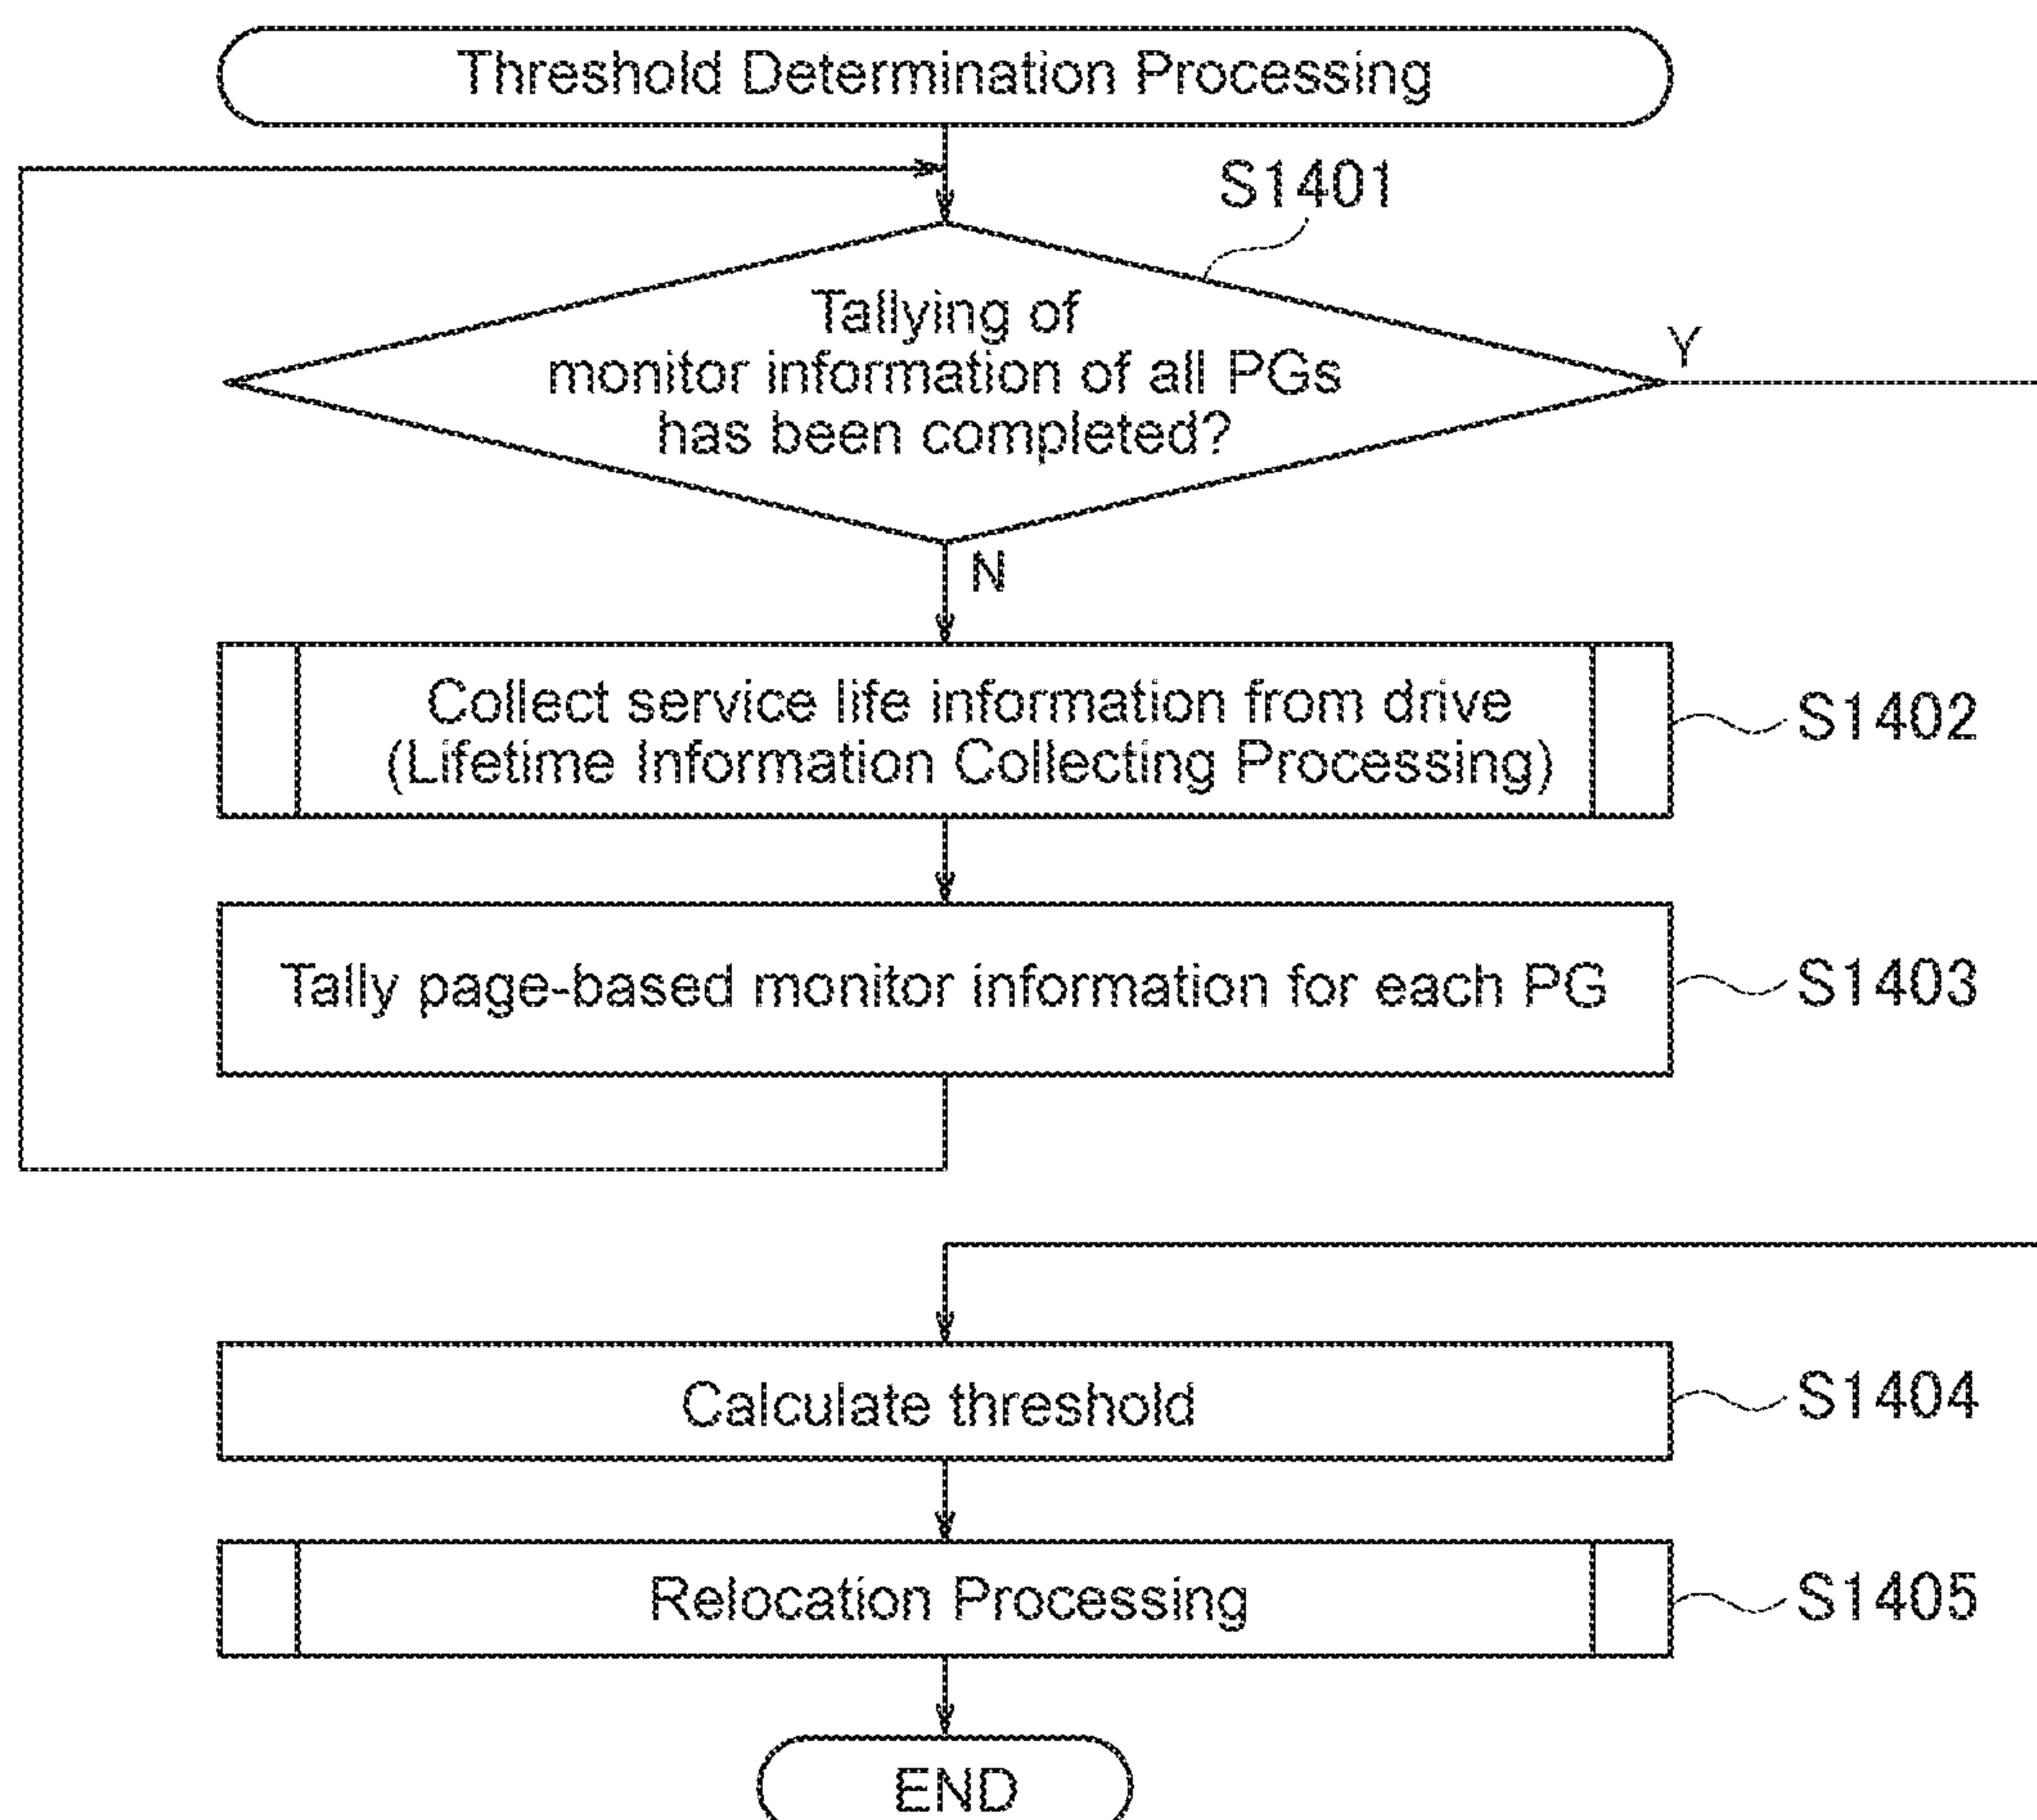 Threshold Determination Processing
S1401
Tallying of
monitor information of all PGs
has been completed?
Y
N
Collect service life information from drive
(Lifetime Information Collecting Processing)
S1402
Tally page-based monitor information for each PG
S1403
Calculate threshold
S1404
Relocation Processing
S1405
END